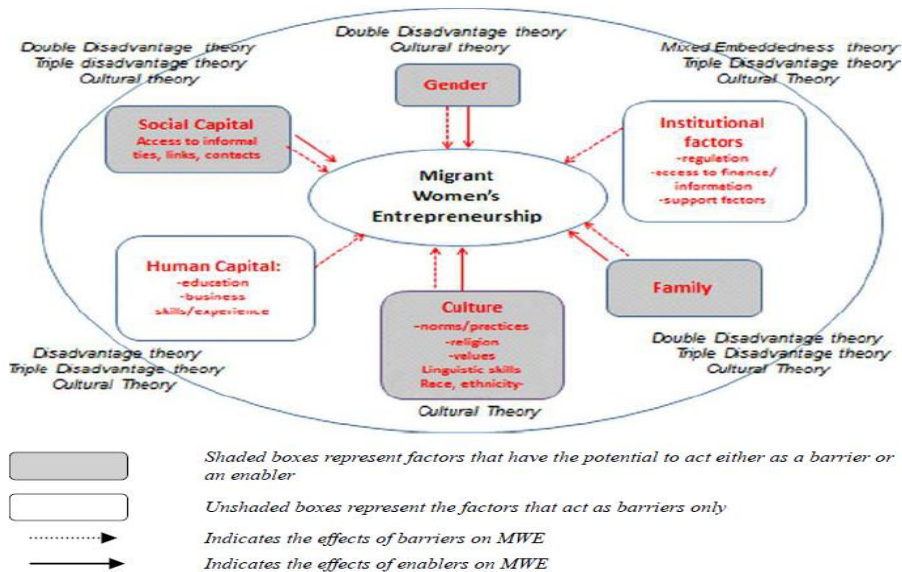 Double Disadvantage theory
Triple disadvantage theory
Cultural theory
Double Disadvantage theory
Cultural theory
Mixed Embeddedness theory
Triple Disadvantage theory
Cultural Theory
Gender
Social Capital
Access to informal
ties, links, contacts
Institutional
factors
-regulation
-access to finance/
information
-support factors
Migrant
Women's
Entrepreneurship
Human Capital:
-education
-business
skills/experience
Culture
-norms/practices
-religion
-values
Linguistic skills
Race, ethnicity-
Family
Disadvantage theory
Triple Disadvantage theory
Cultural Theory
Double Disadvantage theory
Triple Disadvantage theory
Cultural Theory
Cultural Theory
Shaded boxes represent factors that have the potential to act either as a barrier or
an enabler
Unshaded boxes represent the factors that act as barriers only
Indicates the effects of barriers on MWE
Indicates the effects of enablers on MWE